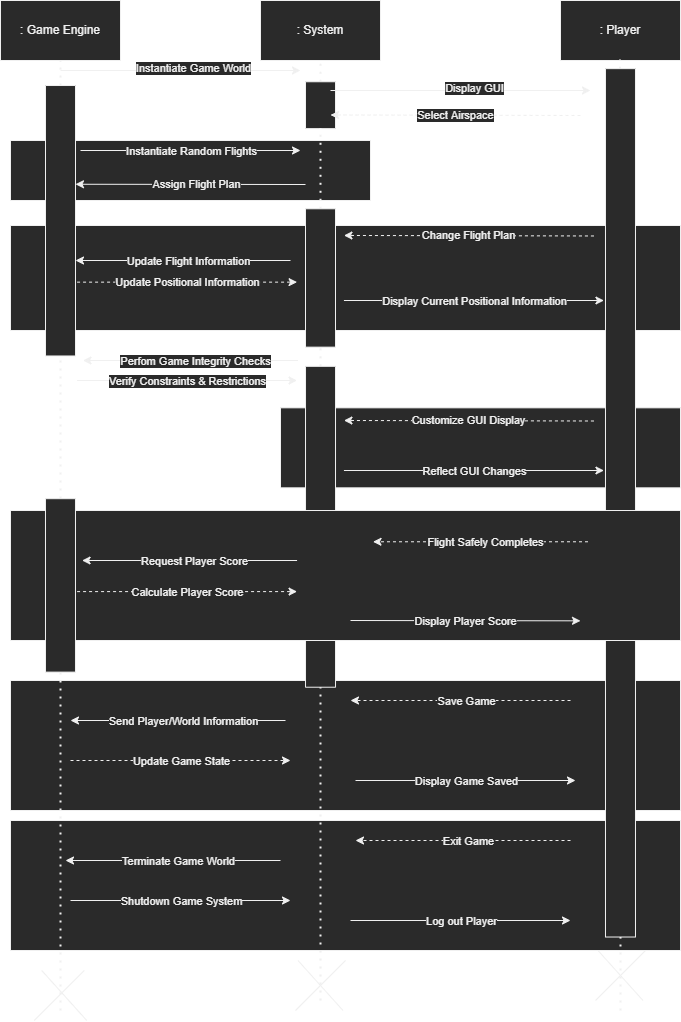 : Game Engine
: System
: Player
Instantiate Game World
Display GUI
Select Airspace
Instantiate Random Flights
Assign Flight Plan
Change Flight Plan
Update Flight Information
Update Positional Information
Display Current Positional Information
Perfom Game Integrity Checks
Verify Constraints & Restrictions
Customize GUI Display
Reflect GUI Changes
Flight Safely Completes
Request Player Score
Calculate Player Score
Display Player Score
Save Game
Send Player/World Information
Update Game State
Display Game Saved
Exit Game
Terminate Game World
Shutdown Game System
Log out Player